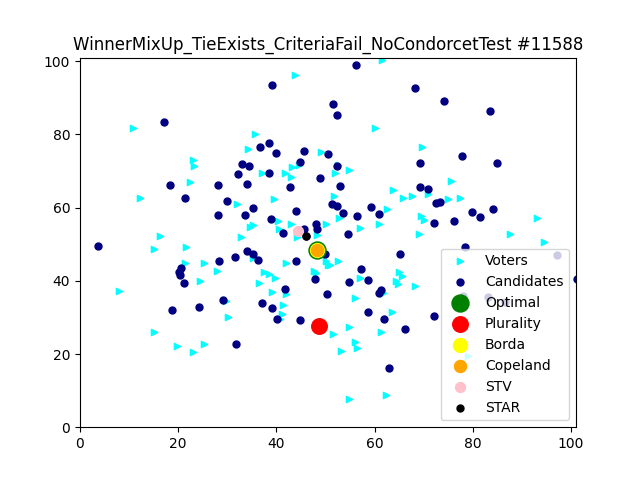 WinnerMixUp_TieExists_CriteriaFail_NoCondorcetTest #11588
100
80
60
40
20
0
0 20 40 60 80 100
Voters
Candidates
Optimal
Plurality
Borda
Copeland
STV
STAR